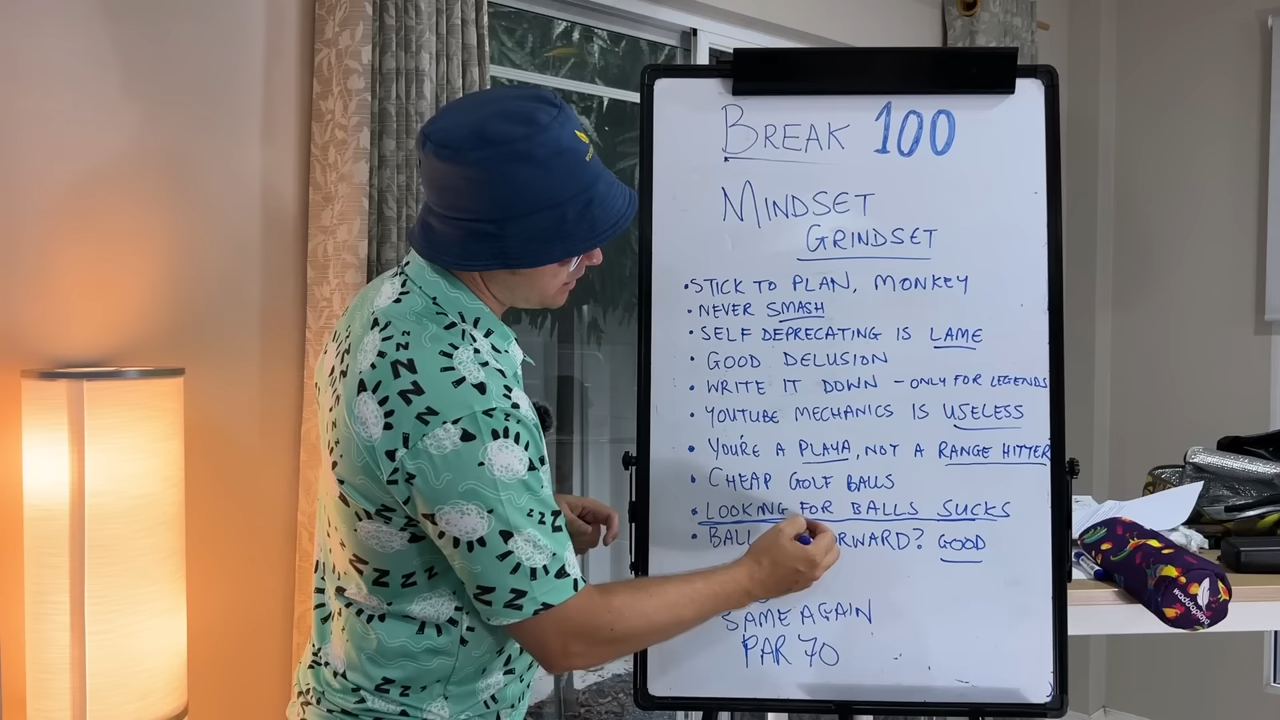 BREAK 100
MINDSET
GRINDSET
• STICK TO PLAN, MONKEY
• NEVER SMASH
• SELF DEPRECATING IS LAME
• GOOD DELUSION
• WRITE IT DOWN – ONLY FOR LEGENDS
• YOUTUBE MECHANICS IS USELESS
• YOU'RE A PLAYA, NOT A RANGE HITTER
• CHEAP GOLF BALLS
• LOOKING FOR BALLS SUCKS
• BALL ORWARD? GOOD
SAME AGAIN
PAR 70